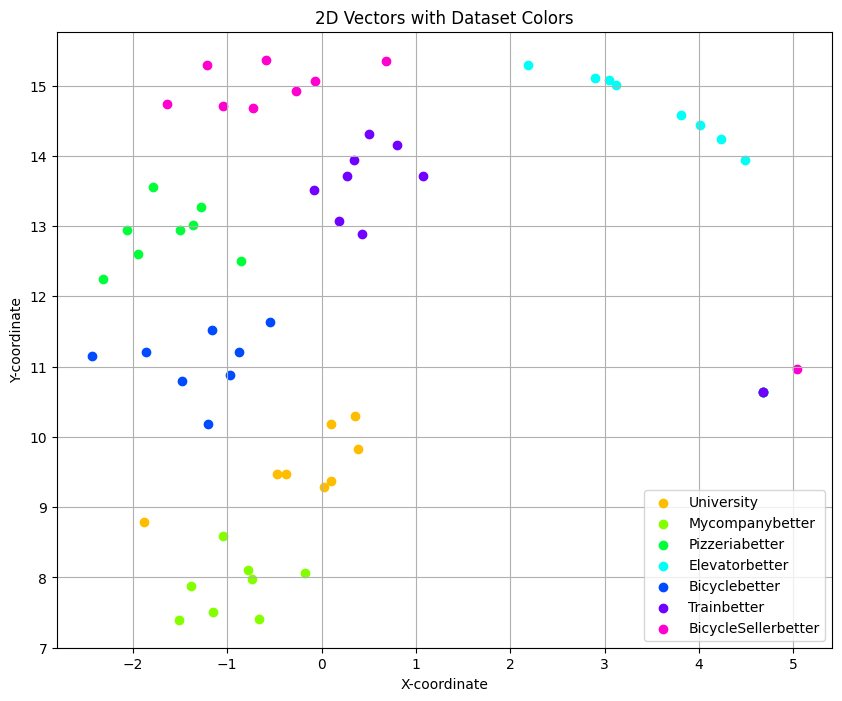 2D Vectors with Dataset Colors
Y-coordinate
15
14
13
12
11
10
9
8
7
−2
−1
0
1
2
3
4
5
X-coordinate
University
Mycompanybetter
Pizzeriabetter
Elevatorbetter
Bicyclebetter
Trainbetter
BicycleSellerbetter